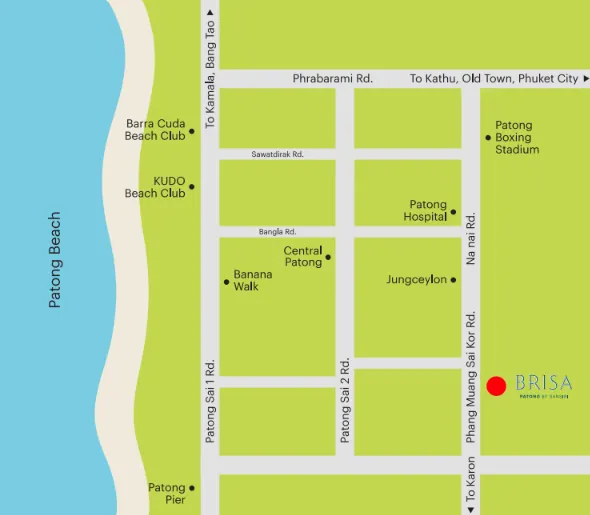 To Kamala, Bang Tao
Phrabarami Rd.
To Kathu, Old Town, Phuket City
Barra Cuda
Beach Club
Patong
Boxing
Stadium
Sawatdirak Rd.
KUDO
Beach Club
Patong
Hospital
Patong Beach
Na nai Rd.
Bangla Rd.
Central
Patong
Banana
Walk
Jungceylon
Phang Muang Sai Kor Rd.
Patong Sai 1 Rd.
Patong Sai 2 Rd.
BRISA
PATONG BY SANSIRI
To Karon
Patong
Pier